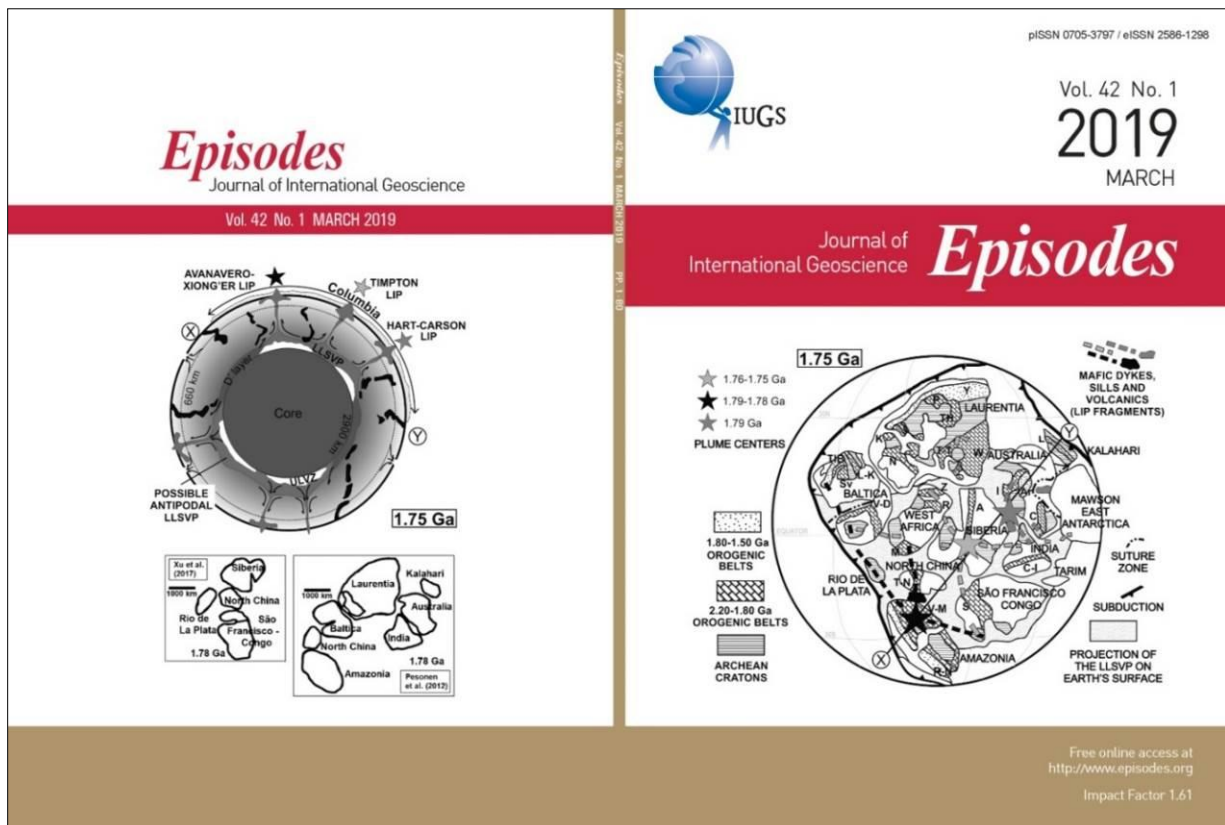 Episodes
Journal of International Geoscience
Vol. 42 No. 1 MARCH 2019
AVANAVERO-
XIONG'ER LIP
Columbia
TIMPTON
LIP
HART-CARSON
LIP
X
LLSVP
D" layer
660 km
Core
2900 km
Y
ULVZ
POSSIBLE
ANTIPODAL
LLSVP
1.75 Ga
Xu et al.
(2017)
Siberia
1000 km
North China
Rio de
La Plata
São
Francisco -
Congo
1.78 Ga
1000 km
Laurentia
Kalahari
Australia
Baltica
India
North China
1.78 Ga
Amazonia
Pesonen
et al. (2012)
Episodes Vol. 42 No. 1 MARCH 2019 PP. 1-80
pISSN 0705-3797 / eISSN 2586-1298
IUGS
Vol. 42 No. 1
2019
MARCH
Journal of
International Geoscience
Episodes
1.75 Ga
1.76-1.75 Ga
1.79-1.78 Ga
1.79 Ga
PLUME CENTERS
MAFIC DYKES,
SILLS AND
VOLCANICS
(LIP FRAGMENTS)
Y
P
TH
LAURENTIA
K
N
W
AUSTRALIA
L
Y
KALAHARI
L-K
Sv
BALTICA
V-D
Z
R
WEST
AFRICA
A
I
SIBERIA
C
MAWSON
EAST
ANTARCTICA
EQUATOR
M
NORTH CHINA
T-N
INDIA
C-I
TARIM
SUTURE
ZONE
1.80-1.50 Ga
OROGENIC
BELTS
RIO DE
LA PLATA
V-M
S
SÃO FRANCISCO
CONGO
SUBDUCTION
2.20-1.80 Ga
OROGENIC BELTS
X
AMAZONIA
R-N
ARCHEAN
CRATONS
PROJECTION OF
THE LLSVP ON
EARTH'S SURFACE
Free online access at
http://www.episodes.org
Impact Factor 1.61